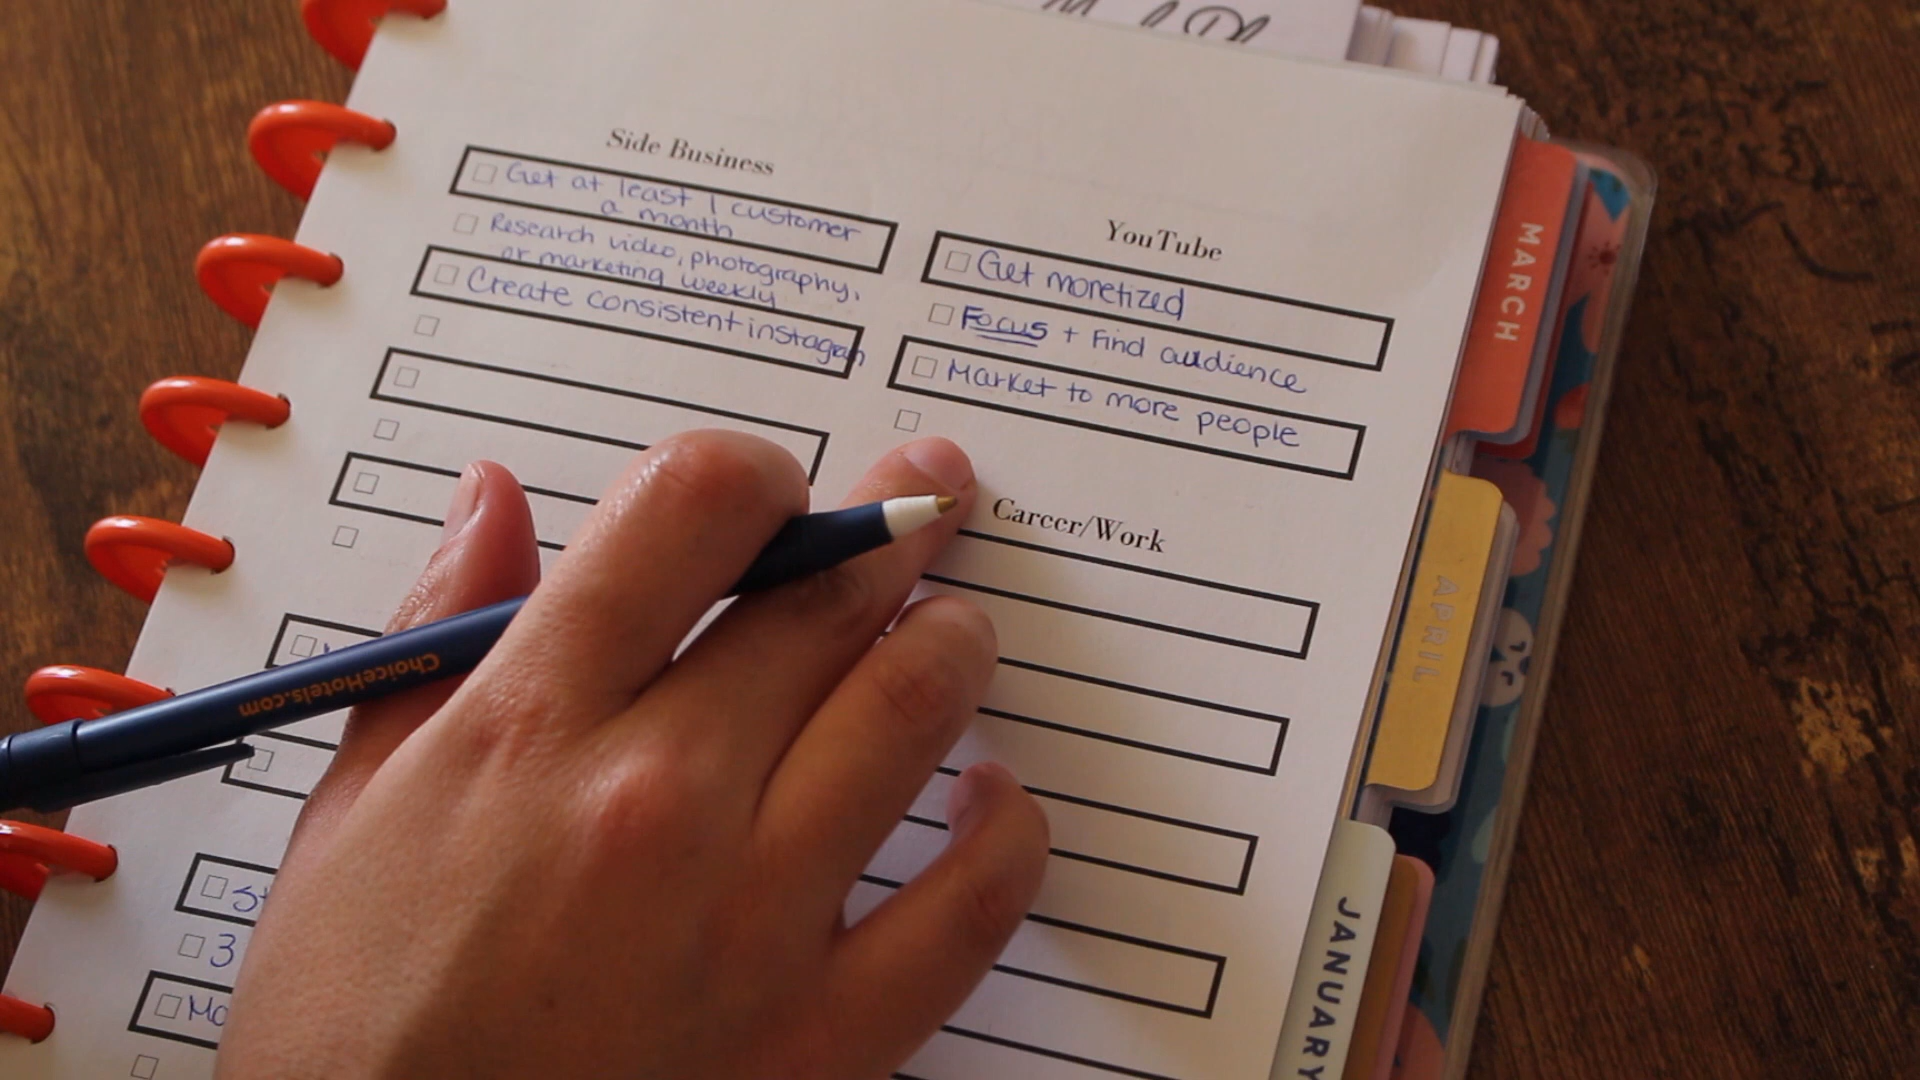 Side Business
Get at least 1 customer
a month
Research video, photography,
or marketing weekly
Create consistent instagram
YouTube
Get monetized
Focus + Find audience
Market to more people
Career/Work
3
ChoiceHotels.com
MARCH
APRIL
JANUARY